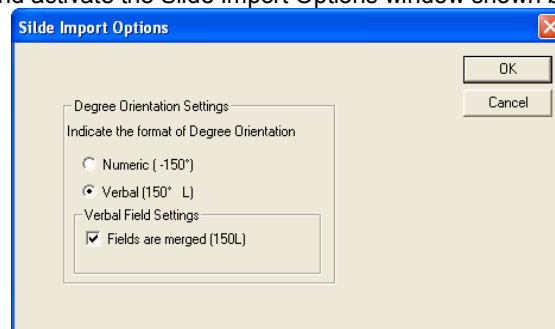 nd activate the Silde Import Options window shown b
Silde Import Options
OK
Cancel
Degree Orientation Settings
Indicate the format of Degree Orientation
Numeric ( -150°)
Verbal (150°   L)
Verbal Field Settings
Fields are merged (150L)